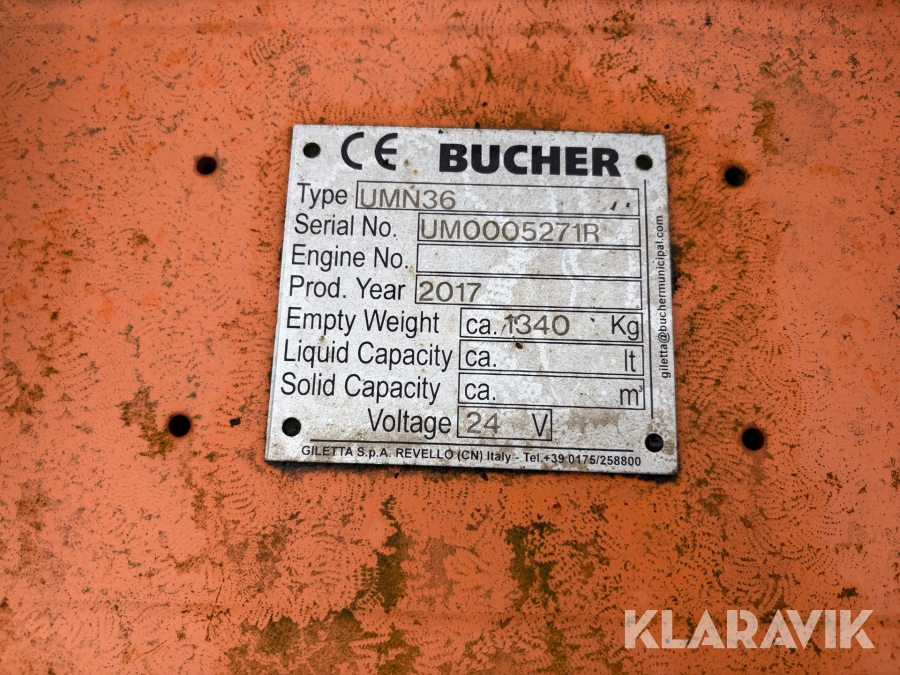 CE BUCHER
Type UMN36
Serial No. UM0005271R
Engine No.
Prod. Year 2017
Empty Weight ca. 1340 Kg
Liquid Capacity ca. lt
Solid Capacity ca. m³
Voltage 24 V
GILETTA S.p.A. REVELLO (CN) Italy - Tel.+39 0175/258800
giletta@buchermunicipal.com
KLARAVIK